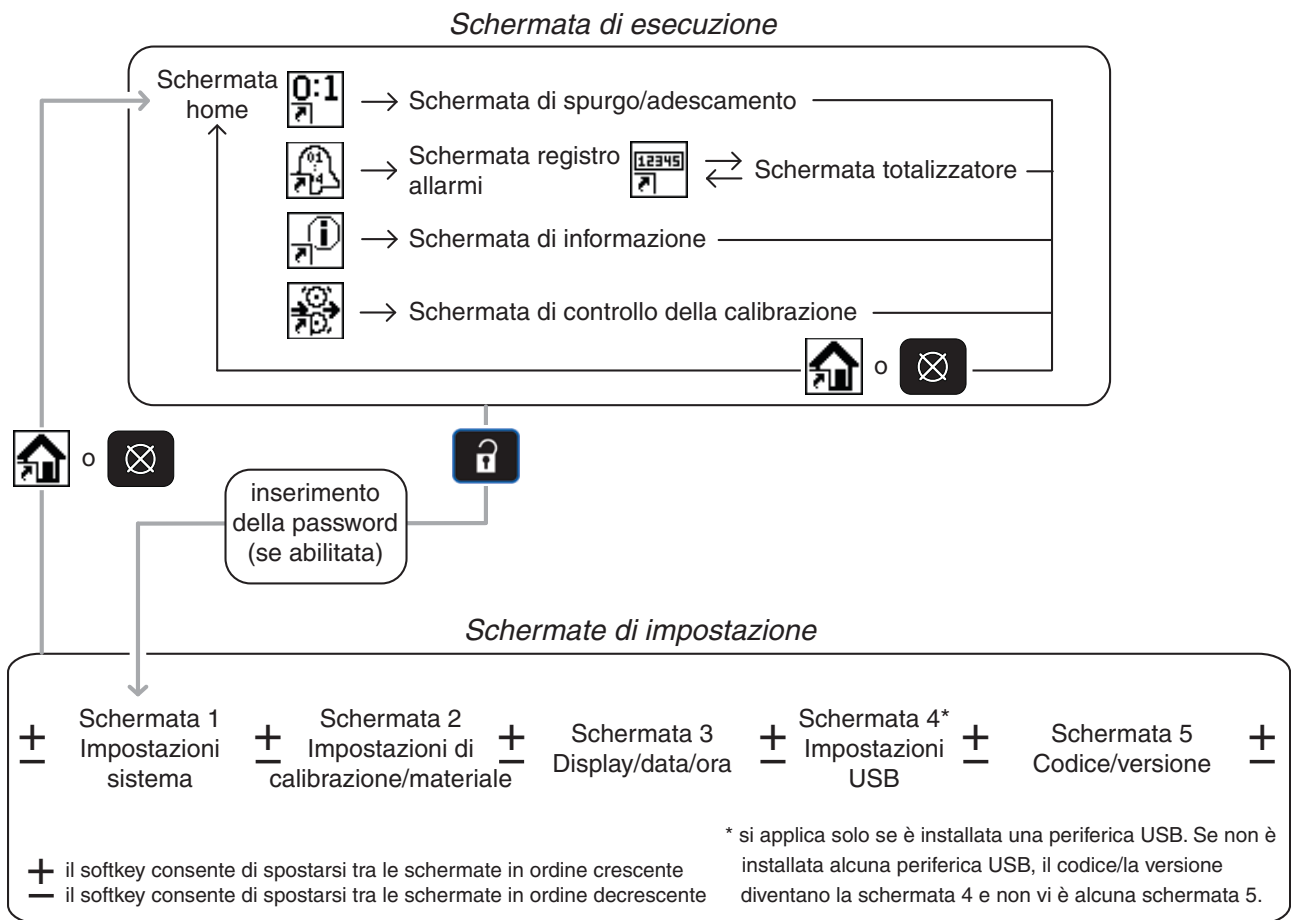 Schermata di esecuzione
Schermata
home
0:1
Schermata di spurgo/adescamento
01
14
Schermata registro
allarmi
12345
Schermata totalizzatore
i
Schermata di informazione
Schermata di controllo della calibrazione
o
o
inserimento
della password
(se abilitata)
Schermate di impostazione
+
−
Schermata 1
Impostazioni
sistema
+
−
Schermata 2
Impostazioni di
calibrazione/materiale
+
−
Schermata 3
Display/data/ora
+
−
Schermata 4*
Impostazioni
USB
+
−
Schermata 5
Codice/versione
+
−
+ il softkey consente di spostarsi tra le schermate in ordine crescente
− il softkey consente di spostarsi tra le schermate in ordine decrescente
* si applica solo se è installata una periferica USB. Se non è
installata alcuna periferica USB, il codice/la versione
diventano la schermata 4 e non vi è alcuna schermata 5.